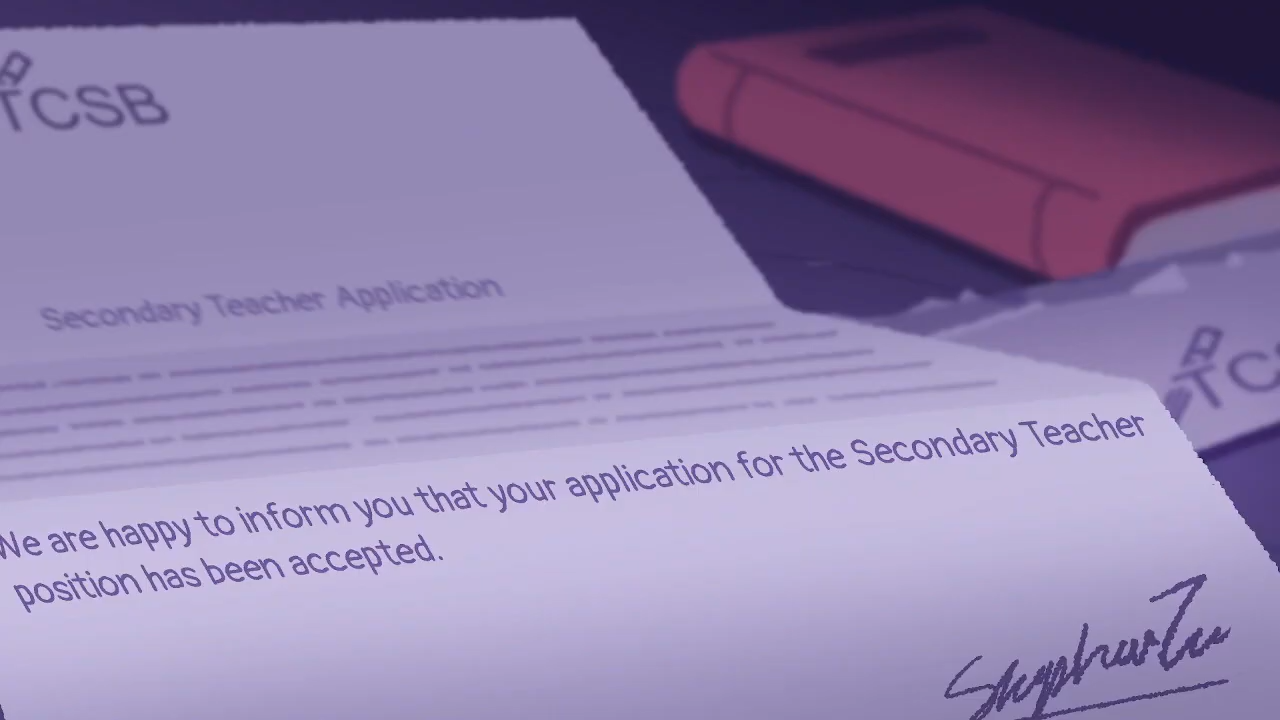 TCSB
Secondary Teacher Application
We are happy to inform you that your application for the Secondary Teacher
position has been accepted.